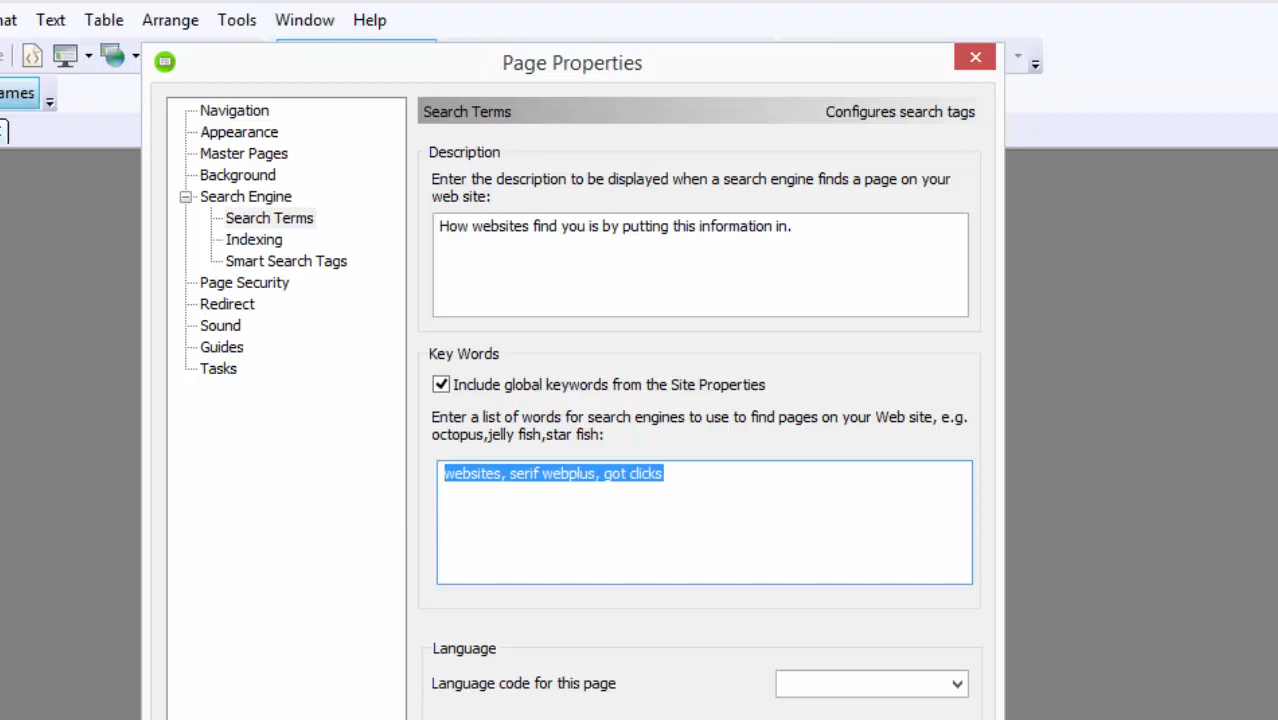 Text Table Arrange Tools Window Help
Page Properties
Navigation
Appearance
Master Pages
Background
Search Engine
Search Terms
Indexing
Smart Search Tags
Page Security
Redirect
Sound
Guides
Tasks
Search Terms Configures search tags
Description
Enter the description to be displayed when a search engine finds a page on your
web site:
How websites find you is by putting this information in.
Key Words
Include global keywords from the Site Properties
Enter a list of words for search engines to use to find pages on your Web site, e.g.
octopus,jelly fish,star fish:
websites, serif webplus, got clicks
Language
Language code for this page